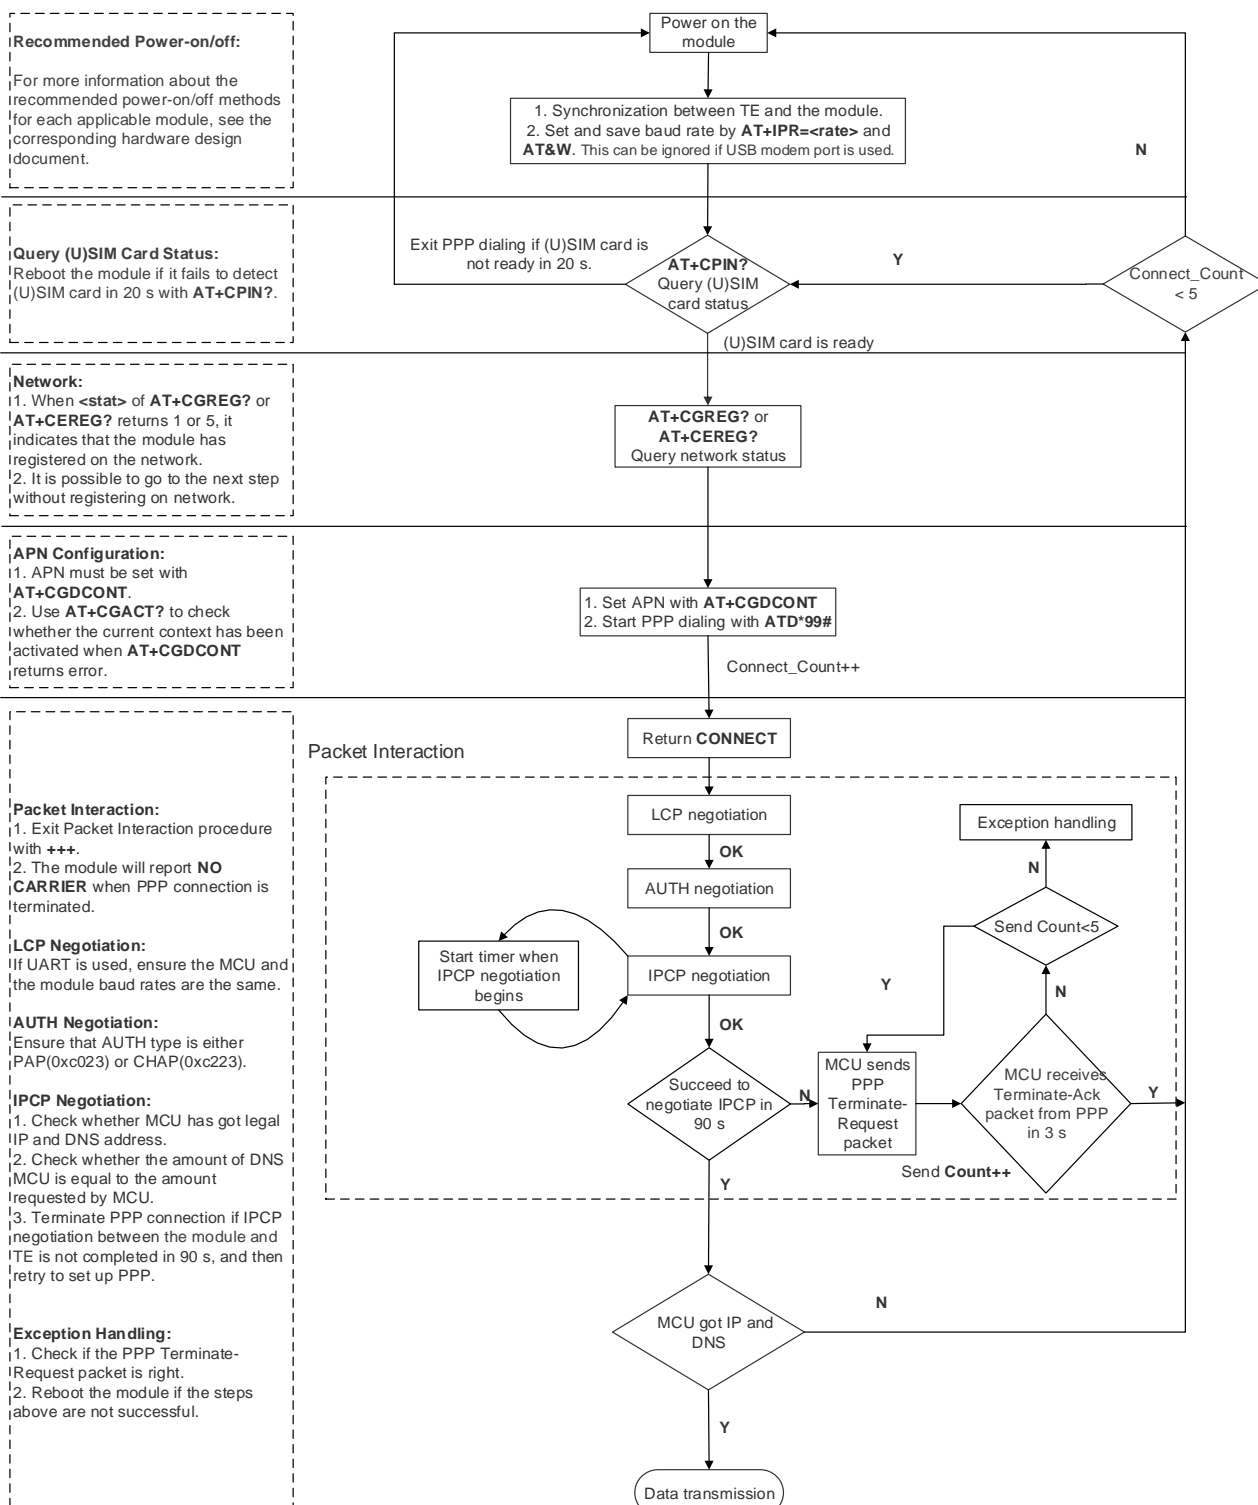 Power on the
module
Recommended Power-on/off:
For more information about the
recommended power-on/off methods
for each applicable module, see the
corresponding hardware design
document.
1. Synchronization between TE and the module.
2. Set and save baud rate by AT+IPR=<rate> and
AT&W. This can be ignored if USB modem port is used.
N
Query (U)SIM Card Status:
Reboot the module if it fails to detect
(U)SIM card in 20 s with AT+CPIN?.
Exit PPP dialing if (U)SIM card is
not ready in 20 s.
AT+CPIN?
Query (U)SIM
card status
Y
Connect_Count
< 5
(U)SIM card is ready
Network:
1. When <stat> of AT+CGREG? or
AT+CEREG? returns 1 or 5, it
indicates that the module has
registered on the network.
2. It is possible to go to the next step
without registering on network.
AT+CGREG? or
AT+CEREG?
Query network status
APN Configuration:
1. APN must be set with
AT+CGDCONT.
2. Use AT+CGACT? to check
whether the current context has been
activated when AT+CGDCONT
returns error.
1. Set APN with AT+CGDCONT
2. Start PPP dialing with ATD*99#
Connect_Count++
Return CONNECT
Packet Interaction
Packet Interaction:
1. Exit Packet Interaction procedure
with +++.
2. The module will report NO
CARRIER when PPP connection is
terminated.
LCP Negotiation:
If UART is used, ensure the MCU and
the module baud rates are the same.
AUTH Negotiation:
Ensure that AUTH type is either
PAP(0xc023) or CHAP(0xc223).
IPCP Negotiation:
1. Check whether MCU has got legal
IP and DNS address.
2. Check whether the amount of DNS
MCU is equal to the amount
requested by MCU.
3. Terminate PPP connection if IPCP
negotiation between the module and
TE is not completed in 90 s, and then
retry to set up PPP.
Exception Handling:
1. Check if the PPP Terminate-
Request packet is right.
2. Reboot the module if the steps
above are not successful.
LCP negotiation
OK
AUTH negotiation
OK
Start timer when
IPCP negotiation
begins
IPCP negotiation
OK
Succeed to
negotiate IPCP in
90 s
N
MCU sends
PPP
Terminate-
Request
packet
Exception handling
N
Send Count<5
Y
N
MCU receives
Terminate-Ack
packet from PPP
in 3 s
Y
Send Count++
Y
MCU got IP and
DNS
N
Y
Data transmission